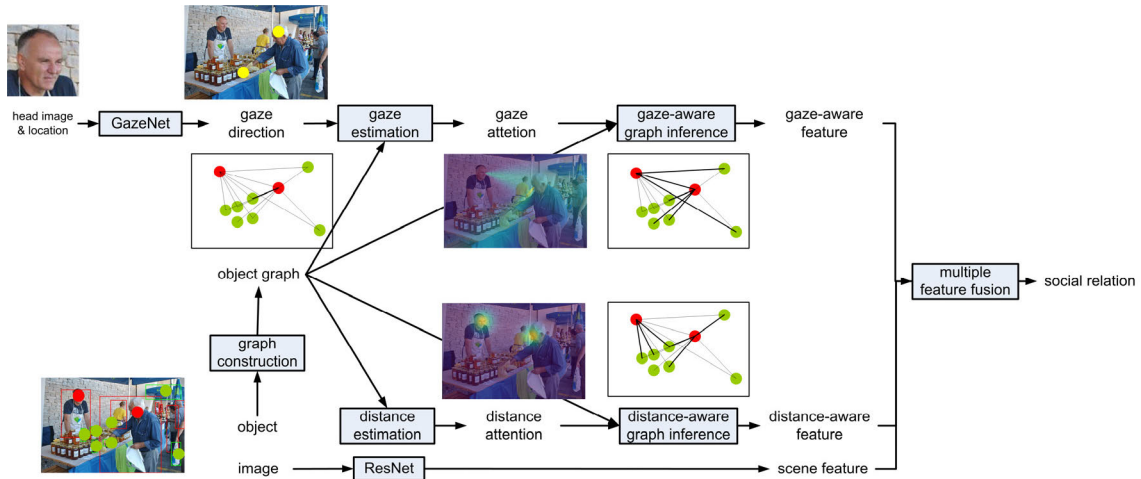 head image
& location
GazeNet
gaze
direction
gaze
estimation
gaze
attetion
gaze-aware
graph inference
gaze-aware
feature
object graph
multiple
feature fusion
social relation
graph
construction
object
distance
estimation
distance
attention
distance-aware
graph inference
distance-aware
feature
image
ResNet
scene feature